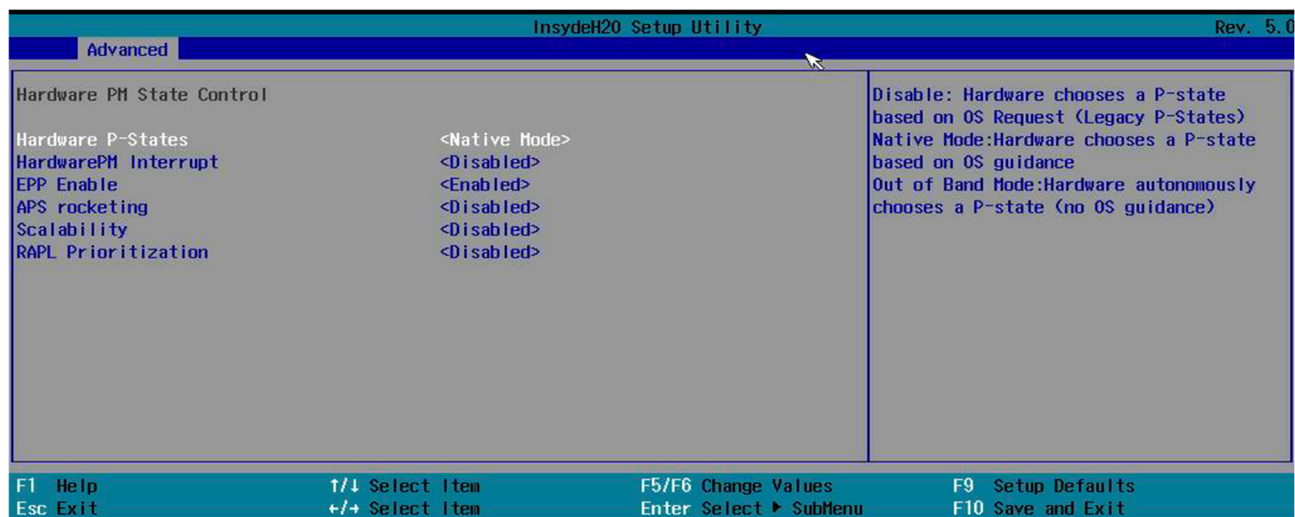 InsydeH2O Setup Utility Rev. 5.0
Advanced
Hardware PM State Control
Hardware P-States <Native Mode>
HardwarePM Interrupt <Disabled>
EPP Enable <Enabled>
APS rocketing <Disabled>
Scalability <Disabled>
RAPL Prioritization <Disabled>
Disable: Hardware chooses a P-state
based on OS Request (Legacy P-States)
Native Mode:Hardware chooses a P-state
based on OS guidance
Out of Band Mode:Hardware autonomously
chooses a P-state (no OS guidance)
F1 Help ↑/↓ Select Item F5/F6 Change Values F9 Setup Defaults
Esc Exit ←/→ Select Item Enter Select ▶ SubMenu F10 Save and Exit